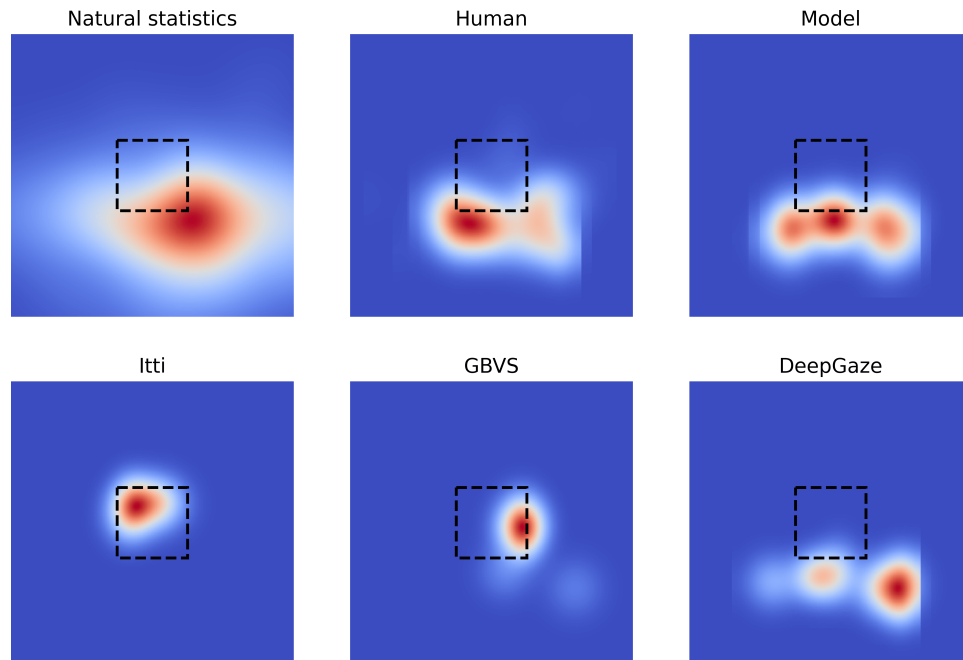 Natural statistics
Human
Model
Itti
GBVS
DeepGaze